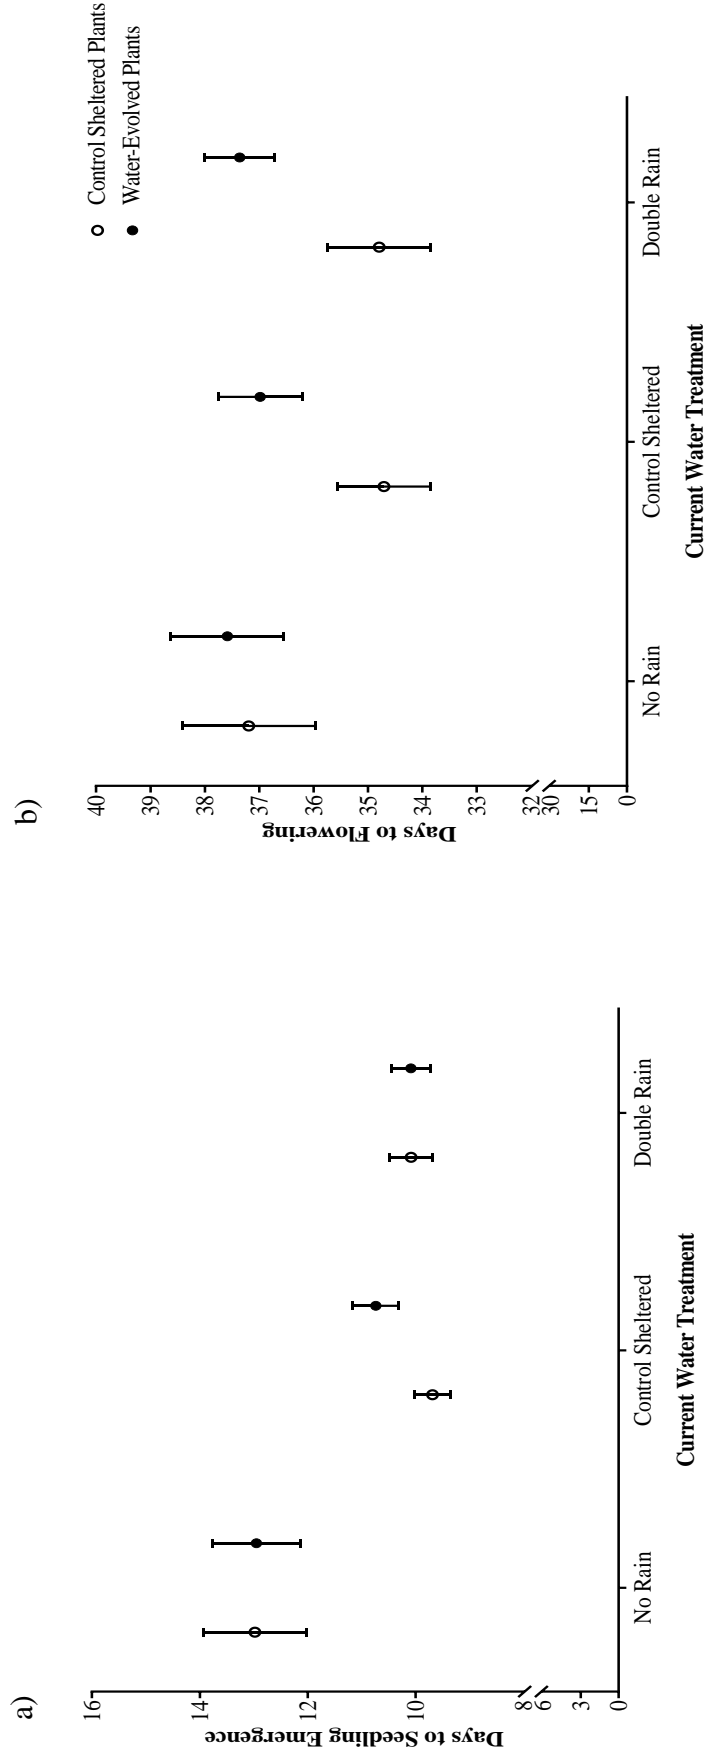 a)
16
14
12
10
8
6
3
0
Days to Seedling Emergence
No Rain
Control Sheltered
Double Rain
Current Water Treatment
b)
Control Sheltered Plants
Water-Evolved Plants
40
39
38
37
36
35
34
33
32
30
15
0
Days to Flowering
No Rain
Control Sheltered
Double Rain
Current Water Treatment